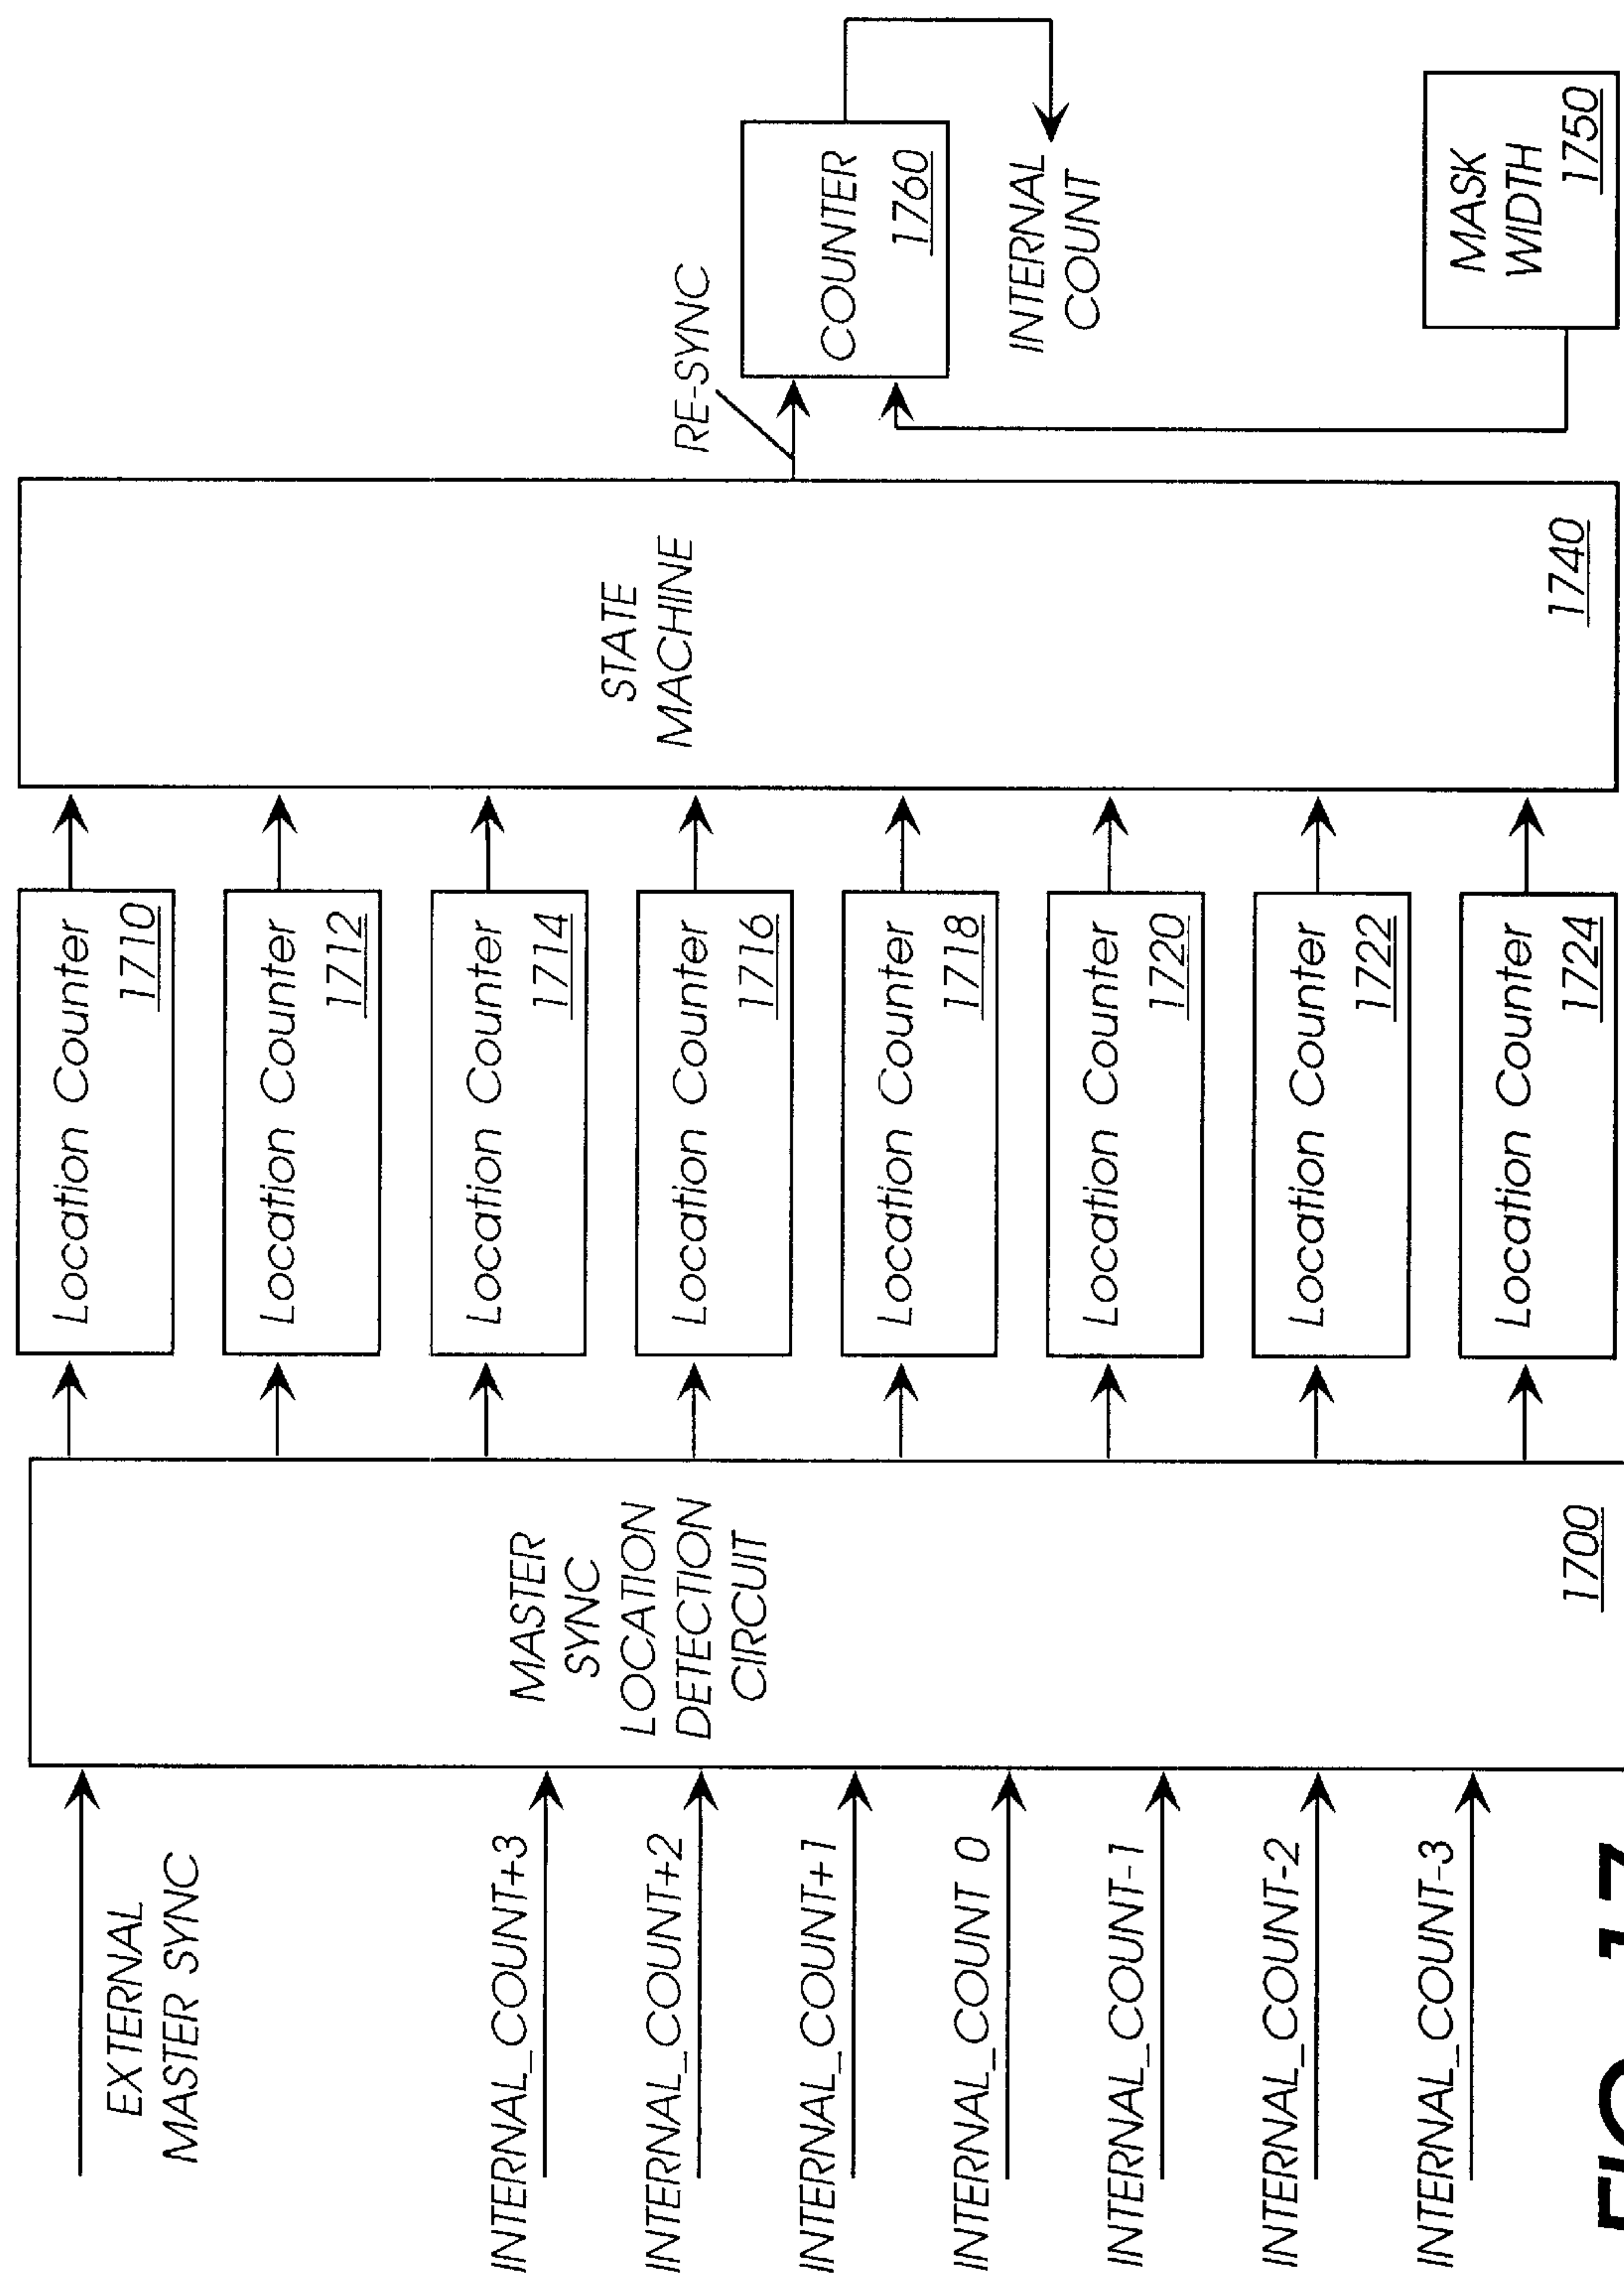 EXTERNAL
MASTER SYNC
INTERNAL_COUNT+3
INTERNAL_COUNT+2
INTERNAL_COUNT+1
INTERNAL_COUNT 0
INTERNAL_COUNT-1
INTERNAL_COUNT-2
INTERNAL_COUNT-3
MASTER
SYNC
LOCATION
DETECTION
CIRCUIT
1700
Location Counter
1710
Location Counter
1712
Location Counter
1714
Location Counter
1716
Location Counter
1718
Location Counter
1720
Location Counter
1722
Location Counter
1724
STATE
MACHINE
1740
RE-SYNC
COUNTER
1760
INTERNAL
COUNT
MASK
WIDTH
1750
FIG. 17